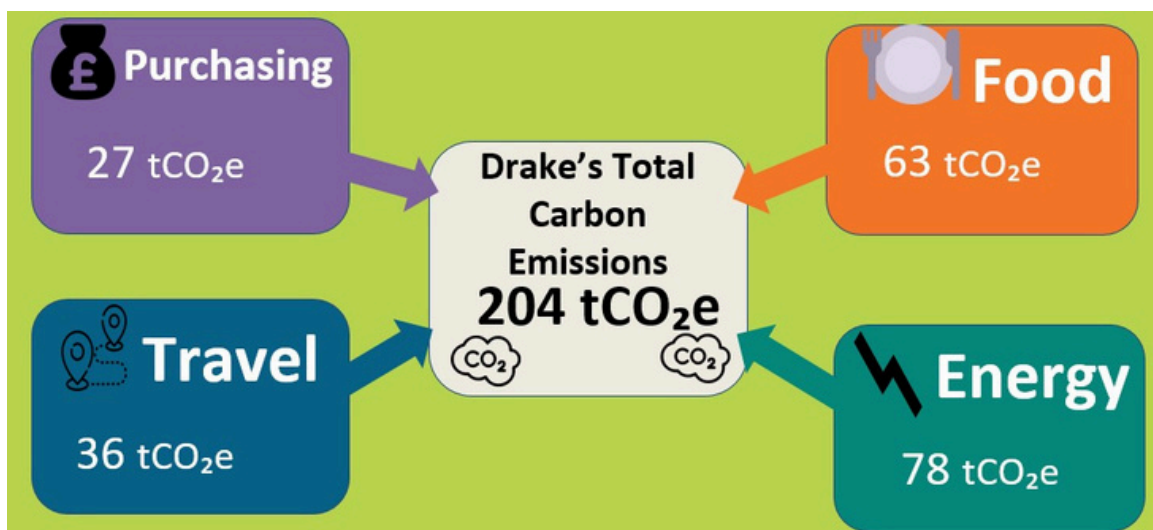 £
Purchasing
27 tCO₂e
Food
63 tCO₂e
Drake's Total
Carbon
Emissions
204 tCO₂e
CO₂
CO₂
Travel
36 tCO₂e
Energy
78 tCO₂e